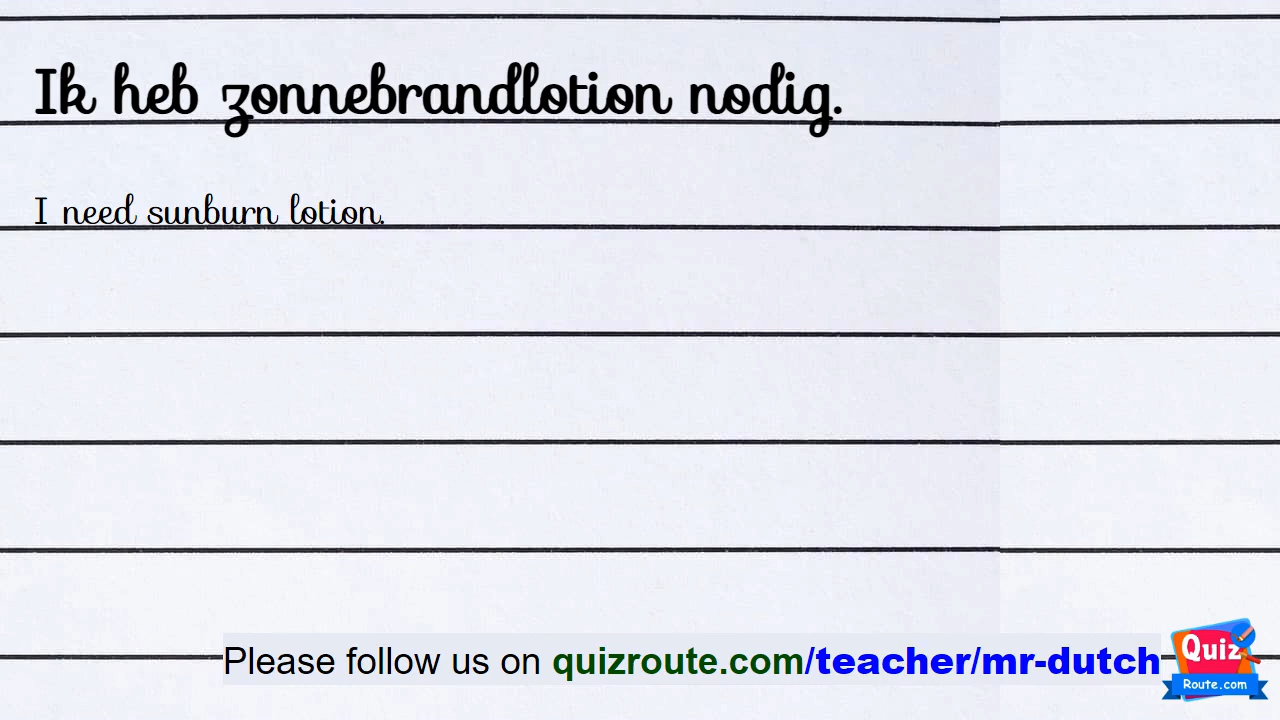 Ik heb zonnebrandlotion nodig.
I need sunburn lotion.
Please follow us on quizroute.com/teacher/mr-dutch
Quiz
Route.com